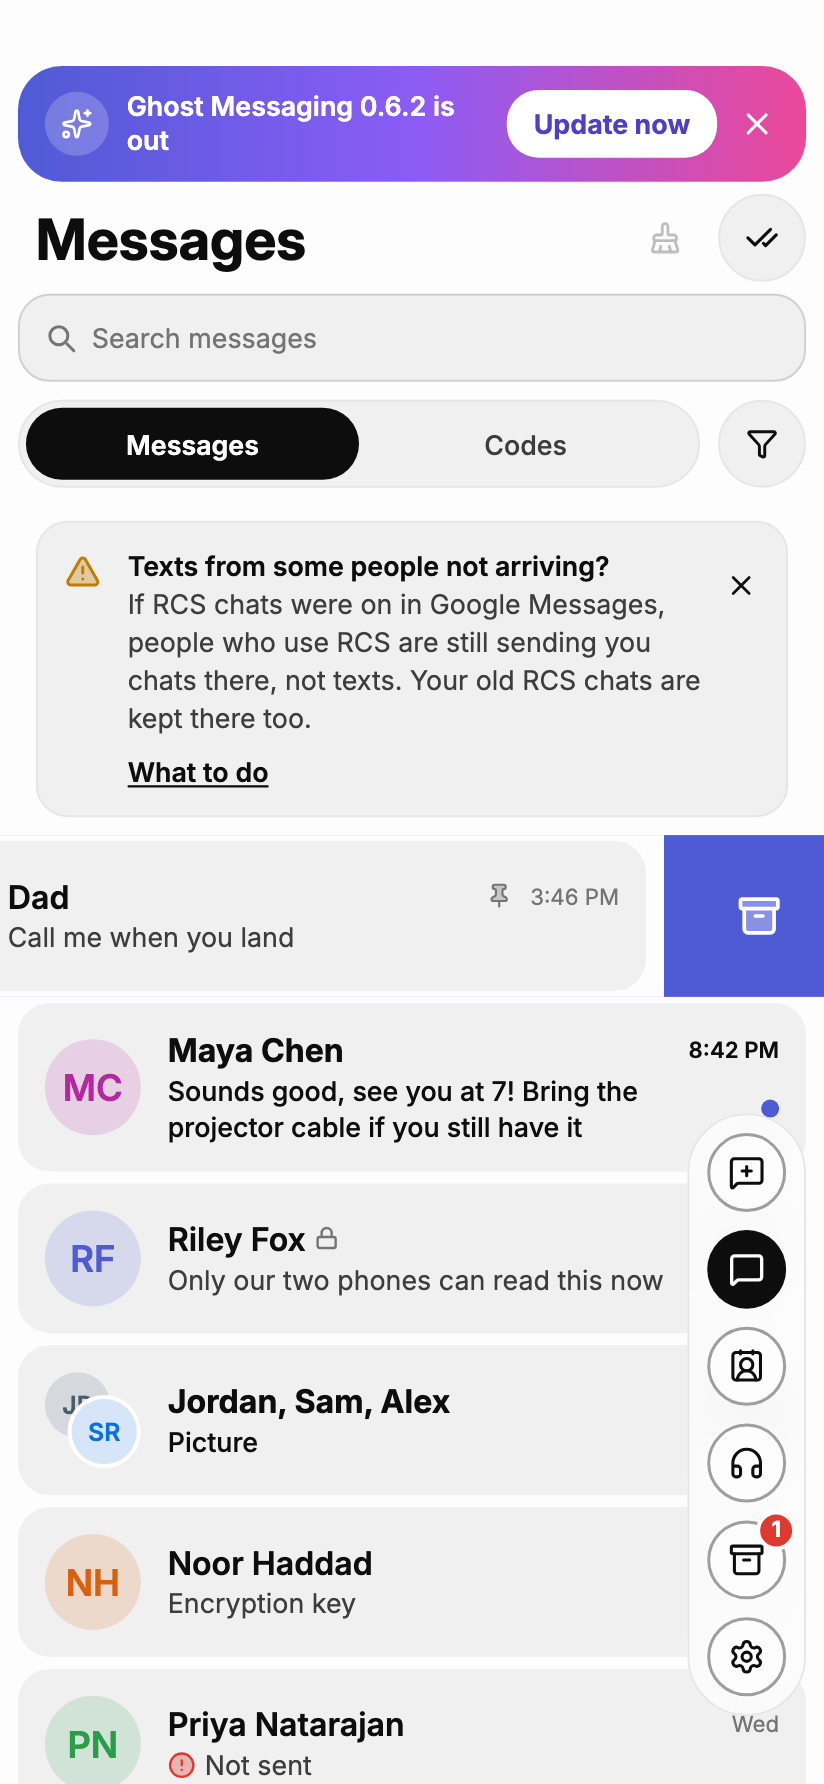 Ghost Messaging 0.6.2 is
out
Update now
Messages
Search messages
Messages
Codes
Texts from some people not arriving?
If RCS chats were on in Google Messages,
people who use RCS are still sending you
chats there, not texts. Your old RCS chats are
kept there too.
What to do
Dad
3:46 PM
Call me when you land
MC
Maya Chen
8:42 PM
Sounds good, see you at 7! Bring the
projector cable if you still have it
RF
Riley Fox
Only our two phones can read this now
SR
Jordan, Sam, Alex
Picture
NH
Noor Haddad
Encryption key
1
PN
Priya Natarajan
Wed
Not sent